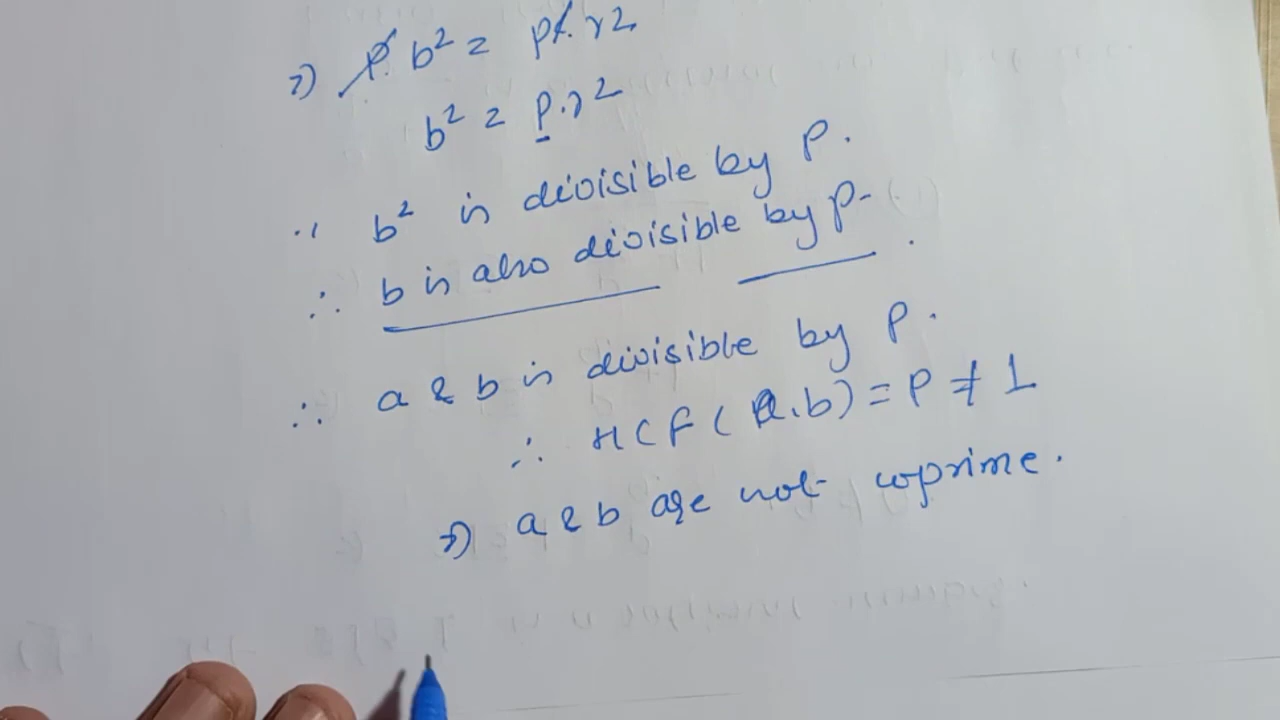 ⇒) p. b² = p². r²
b² = p. r²
∴ b² is divisible by p.
∴ b is also divisible by p.
∴ a & b is divisible by p.
∴ HCF (a, b) = p ≠ 1
⇒) a & b are not coprime.